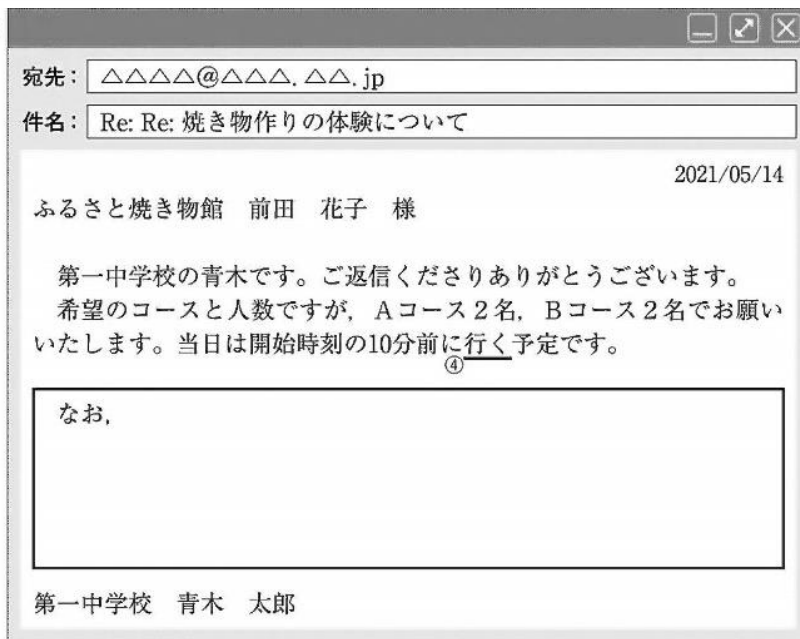 宛先： △△△△@△△△. △△. jp
件名： Re: Re: 焼き物作りの体験について
2021/05/14
ふるさと焼き物館　前田　花子　様
　第一中学校の青木です。ご返信くださりありがとうございます。
　希望のコースと人数ですが，Ａコース２名，Ｂコース２名でお願い
いたします。当日は開始時刻の10分前に行く予定です。
④
　なお，
第一中学校　青木　太郎